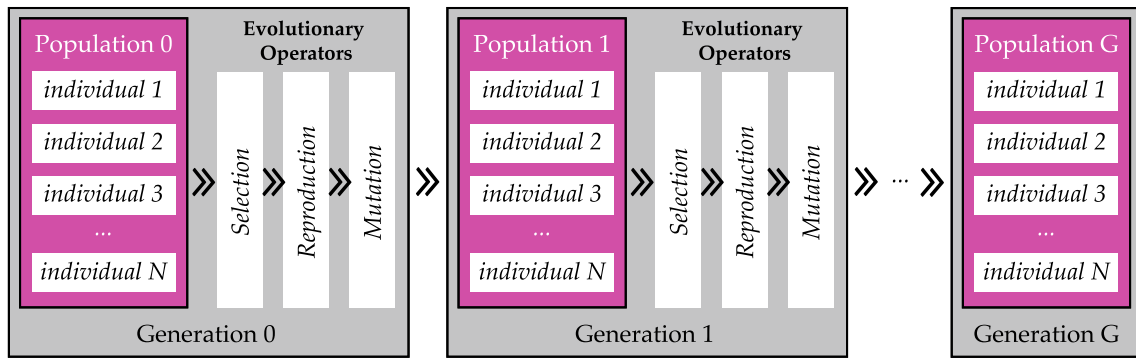 Population 0
individual 1
individual 2
individual 3
...
individual N
Evolutionary
Operators
Selection
Reproduction
Mutation
Generation 0
Population 1
individual 1
individual 2
individual 3
...
individual N
Evolutionary
Operators
Selection
Reproduction
Mutation
Generation 1
...
Population G
individual 1
individual 2
individual 3
...
individual N
Generation G